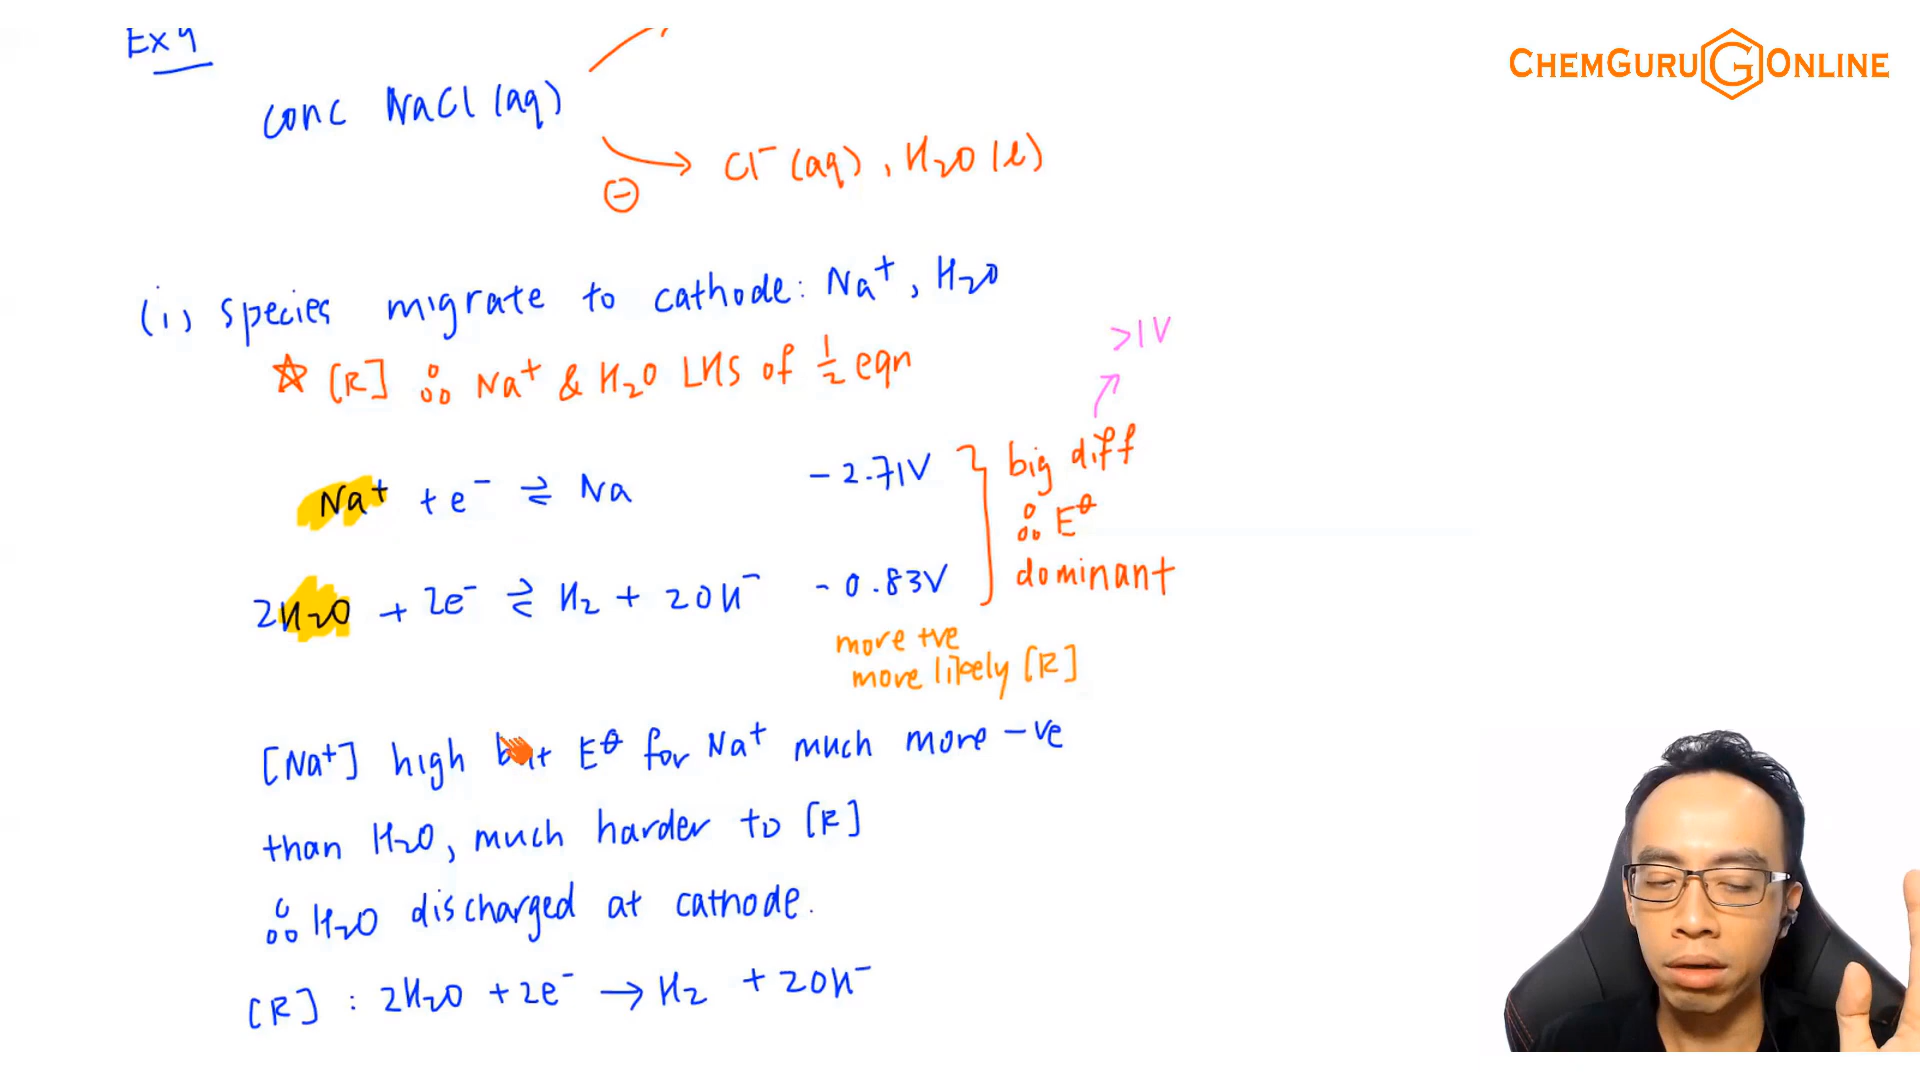 Ex 4
CHEMGURU G ONLINE
conc NaCl (aq)
⊖ Cl⁻ (aq), H₂O (l)
(i) species migrate to cathode: Na⁺, H₂O
☆ [R] ∴ Na⁺ & H₂O LHS of ½ eqn
>1V
Na⁺ + e⁻ ⇌ Na -2.71V
big diff
∴ E⦵
dominant
2H₂O + 2e⁻ ⇌ H₂ + 2OH⁻ -0.83V
more +ve
more likely [R]
[Na⁺] high but E⦵ for Na⁺ much more -ve
than H₂O, much harder to [R]
∴ H₂O discharged at cathode.
[R] : 2H₂O + 2e⁻ → H₂ + 2OH⁻